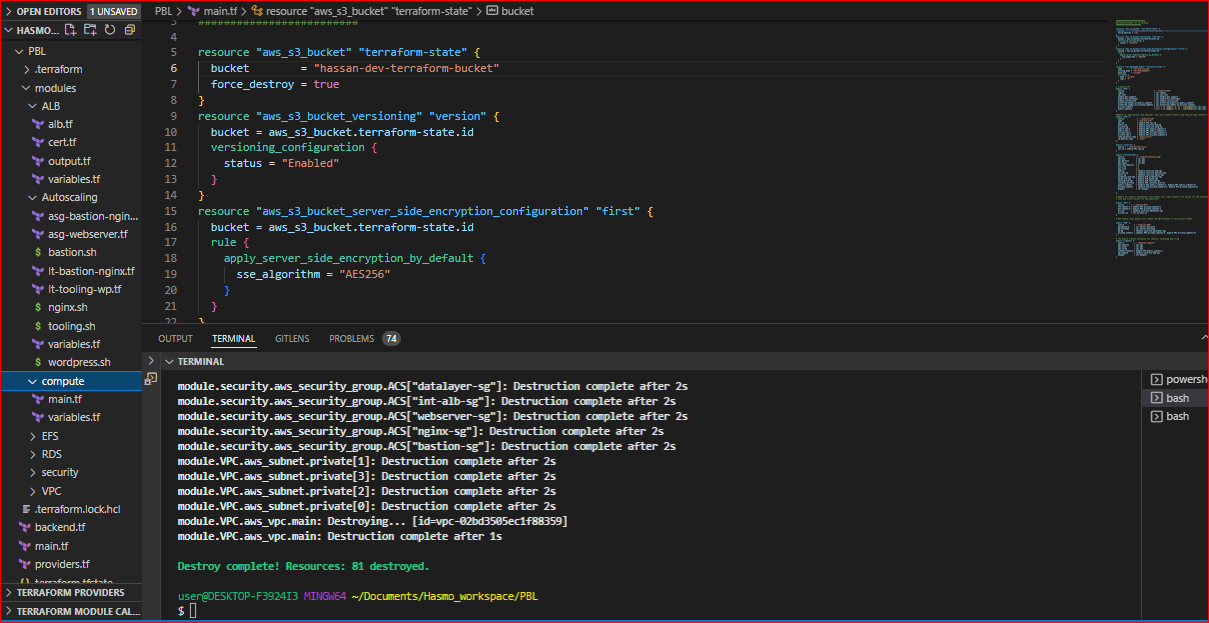 OPEN EDITORS 1 UNSAVED
PBL > main.tf > resource "aws_s3_bucket" "terraform-state" > bucket
HASMO...
PBL
.terraform
modules
ALB
alb.tf
cert.tf
output.tf
variables.tf
Autoscaling
asg-bastion-ngin...
asg-webserver.tf
bastion.sh
lt-bastion-nginx.tf
lt-tooling-wp.tf
nginx.sh
tooling.sh
variables.tf
wordpress.sh
compute
main.tf
variables.tf
EFS
RDS
security
VPC
.terraform.lock.hcl
backend.tf
main.tf
providers.tf
terraform.tfstate
TERRAFORM PROVIDERS
TERRAFORM MODULE CAL...
3 #########################
4
5 resource "aws_s3_bucket" "terraform-state" {
6 bucket = "hassan-dev-terraform-bucket"
7 force_destroy = true
8 }
9 resource "aws_s3_bucket_versioning" "version" {
10 bucket = aws_s3_bucket.terraform-state.id
11 versioning_configuration {
12 status = "Enabled"
13 }
14 }
15 resource "aws_s3_bucket_server_side_encryption_configuration" "first" {
16 bucket = aws_s3_bucket.terraform-state.id
17 rule {
18 apply_server_side_encryption_by_default {
19 sse_algorithm = "AES256"
20 }
21 }
22 }
OUTPUT TERMINAL GITLENS PROBLEMS 74
TERMINAL
module.security.aws_security_group.ACS["datalayer-sg"]: Destruction complete after 2s
module.security.aws_security_group.ACS["int-alb-sg"]: Destruction complete after 2s
module.security.aws_security_group.ACS["webserver-sg"]: Destruction complete after 2s
module.security.aws_security_group.ACS["nginx-sg"]: Destruction complete after 2s
module.security.aws_security_group.ACS["bastion-sg"]: Destruction complete after 2s
module.VPC.aws_subnet.private[1]: Destruction complete after 2s
module.VPC.aws_subnet.private[3]: Destruction complete after 2s
module.VPC.aws_subnet.private[2]: Destruction complete after 2s
module.VPC.aws_subnet.private[0]: Destruction complete after 2s
module.VPC.aws_vpc.main: Destroying... [id=vpc-02bd3505ec1f88359]
module.VPC.aws_vpc.main: Destruction complete after 1s
Destroy complete! Resources: 81 destroyed.
user@DESKTOP-F3924I3 MINGW64 ~/Documents/Hasmo_workspace/PBL
$
powersh
bash
bash